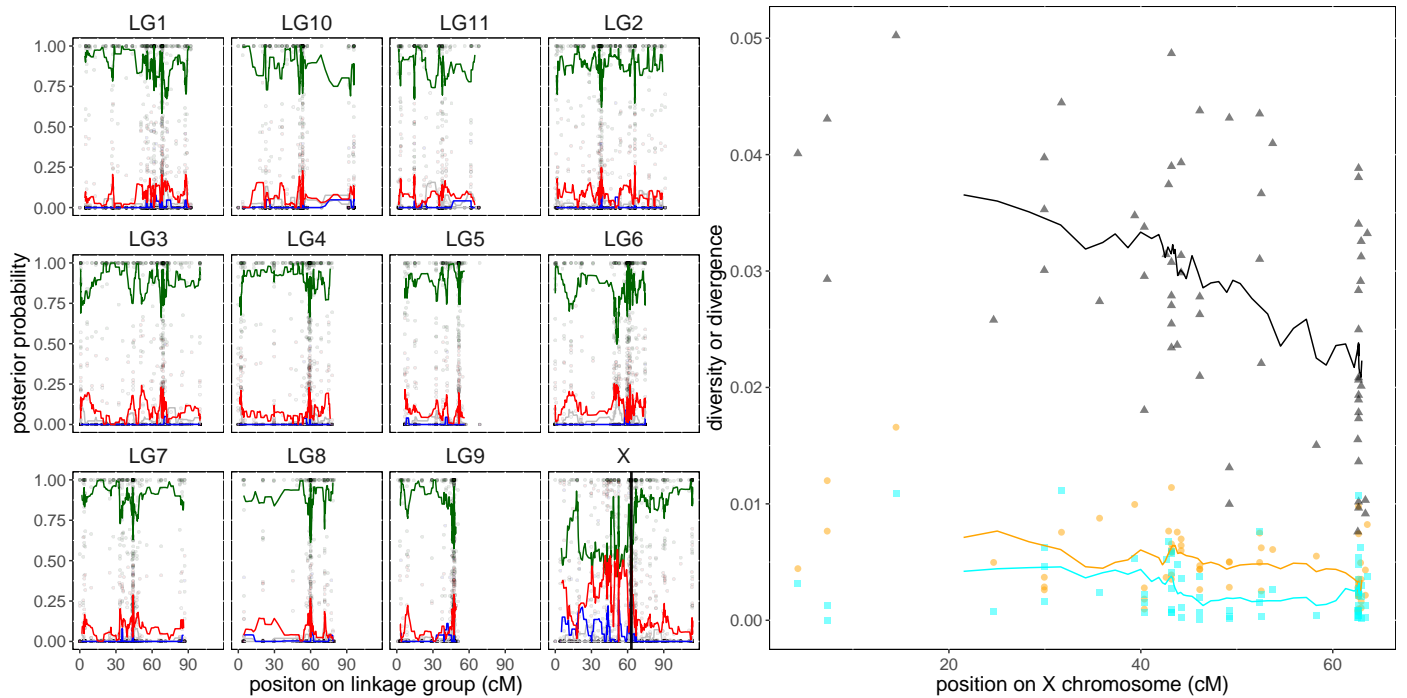 LG1 LG10 LG11 LG2
1.00
0.75
0.50
0.25
0.00
LG3 LG4 LG5 LG6
1.00
0.75
0.50
0.25
0.00
LG7 LG8 LG9 X
1.00
0.75
0.50
0.25
0.00
0 30 60 90 0 30 60 90 0 30 60 90 0 30 60 90
positon on linkage group (cM)
posterior probability
diversity or divergence
0.05
0.04
0.03
0.02
0.01
0.00
20 40 60
position on X chromosome (cM)